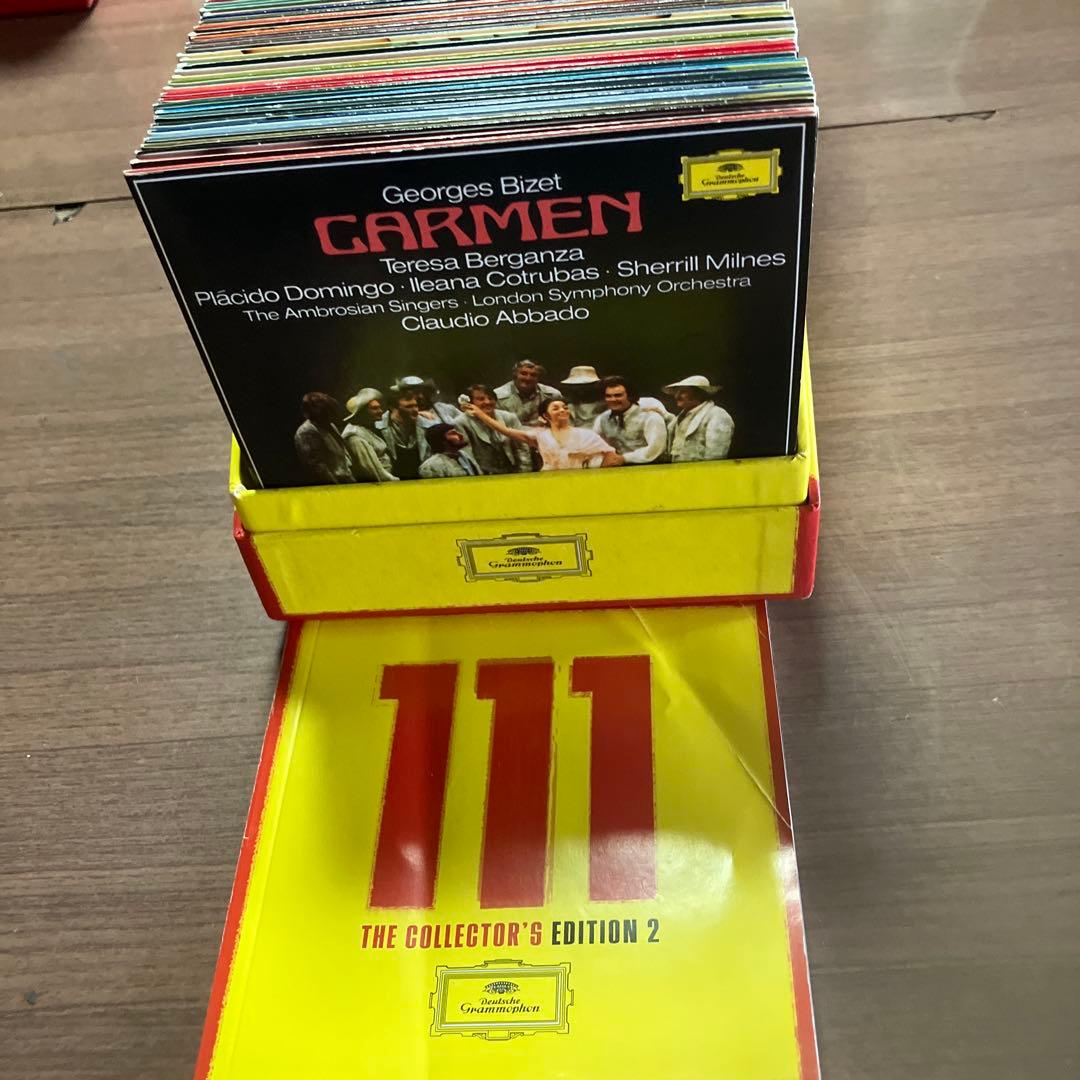 Georges Bizet
Deutsche
Grammophon
CARMEN
Teresa Berganza
Plácido Domingo · Ileana Cotrubas · Sherrill Milnes
The Ambrosian Singers · London Symphony Orchestra
Claudio Abbado
Deutsche
Grammophon
111
THE COLLECTOR'S EDITION 2
Deutsche
Grammophon